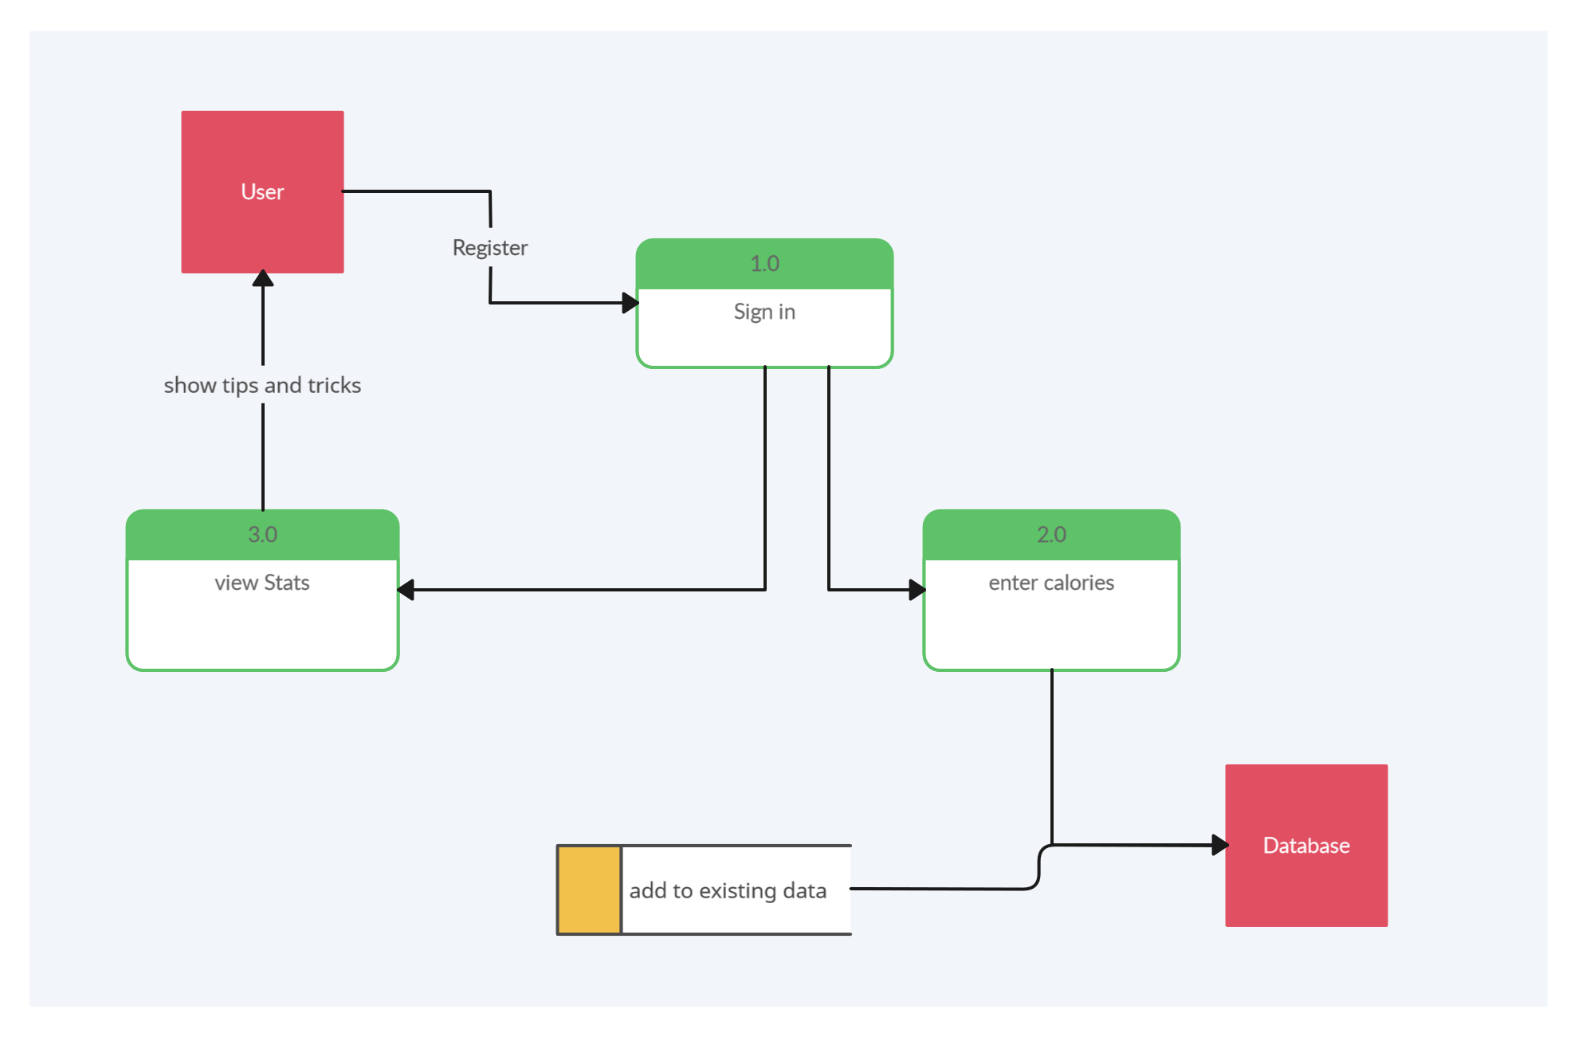 User
Register
1.0
Sign in
show tips and tricks
3.0
view Stats
2.0
enter calories
add to existing data
Database